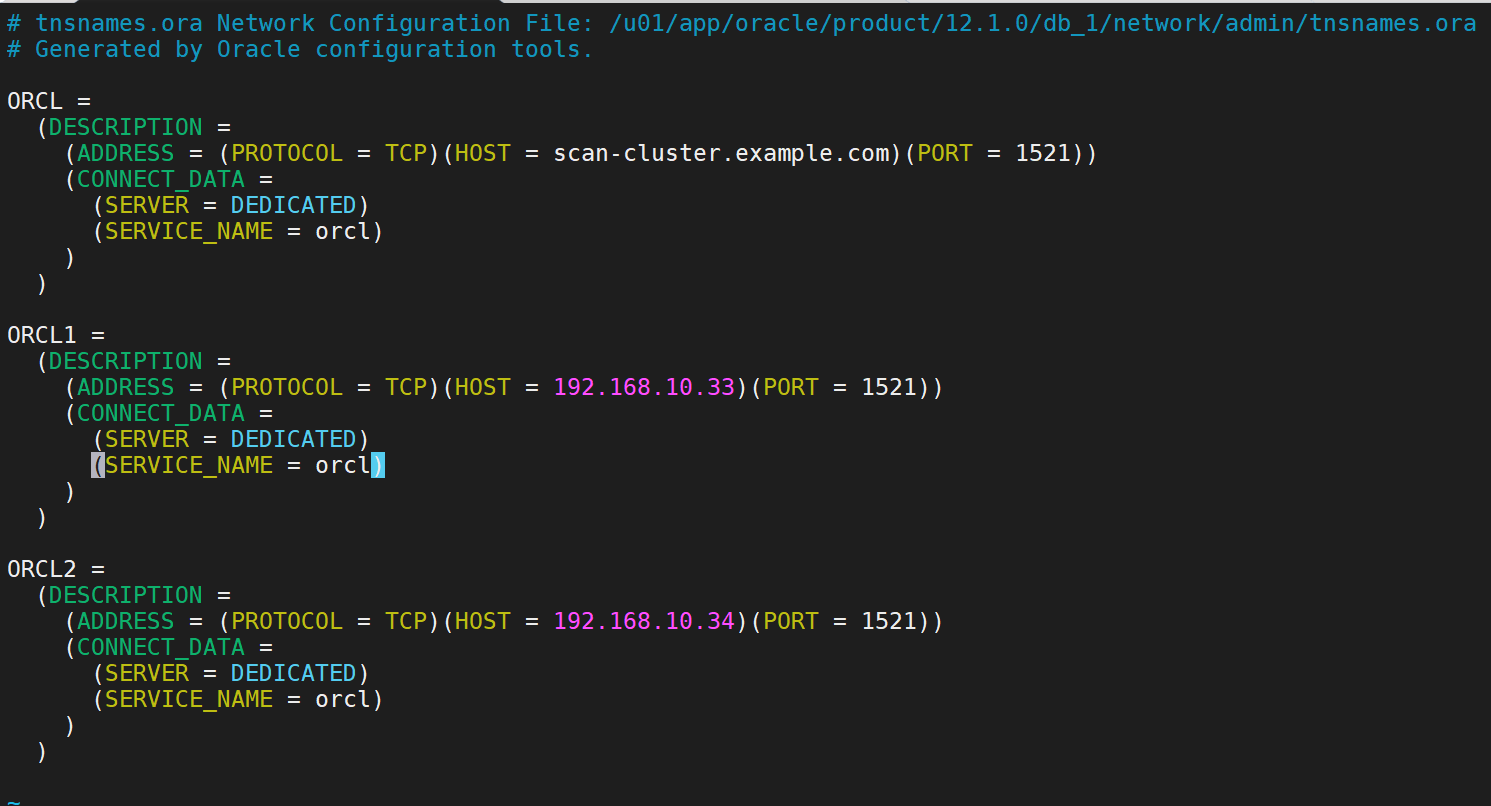 # tnsnames.ora Network Configuration File: /u01/app/oracle/product/12.1.0/db_1/network/admin/tnsnames.ora
# Generated by Oracle configuration tools.

ORCL =
  (DESCRIPTION =
    (ADDRESS = (PROTOCOL = TCP)(HOST = scan-cluster.example.com)(PORT = 1521))
    (CONNECT_DATA =
      (SERVER = DEDICATED)
      (SERVICE_NAME = orcl)
    )
  )

ORCL1 =
  (DESCRIPTION =
    (ADDRESS = (PROTOCOL = TCP)(HOST = 192.168.10.33)(PORT = 1521))
    (CONNECT_DATA =
      (SERVER = DEDICATED)
      (SERVICE_NAME = orcl)
    )
  )

ORCL2 =
  (DESCRIPTION =
    (ADDRESS = (PROTOCOL = TCP)(HOST = 192.168.10.34)(PORT = 1521))
    (CONNECT_DATA =
      (SERVER = DEDICATED)
      (SERVICE_NAME = orcl)
    )
  )

~